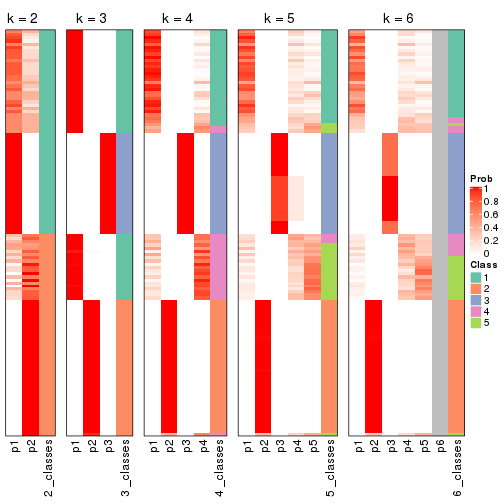 k = 2
k = 3
k = 4
k = 5
k = 6
Prob
1
0.8
0.6
0.4
0.2
0
Class
1
2
3
4
5
p1
p2
2_classes
p1
p2
p3
3_classes
p1
p2
p3
p4
4_classes
p1
p2
p3
p4
p5
5_classes
p1
p2
p3
p4
p5
p6
6_classes